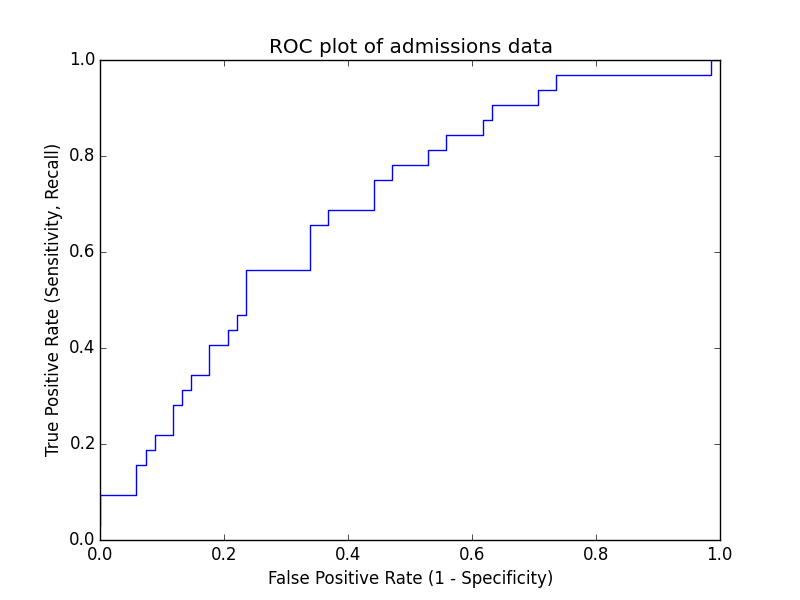 ROC plot of admissions data
1.0
0.8
0.6
0.4
0.2
0.0
True Positive Rate (Sensitivity, Recall)
0.0 0.2 0.4 0.6 0.8 1.0
False Positive Rate (1 - Specificity)